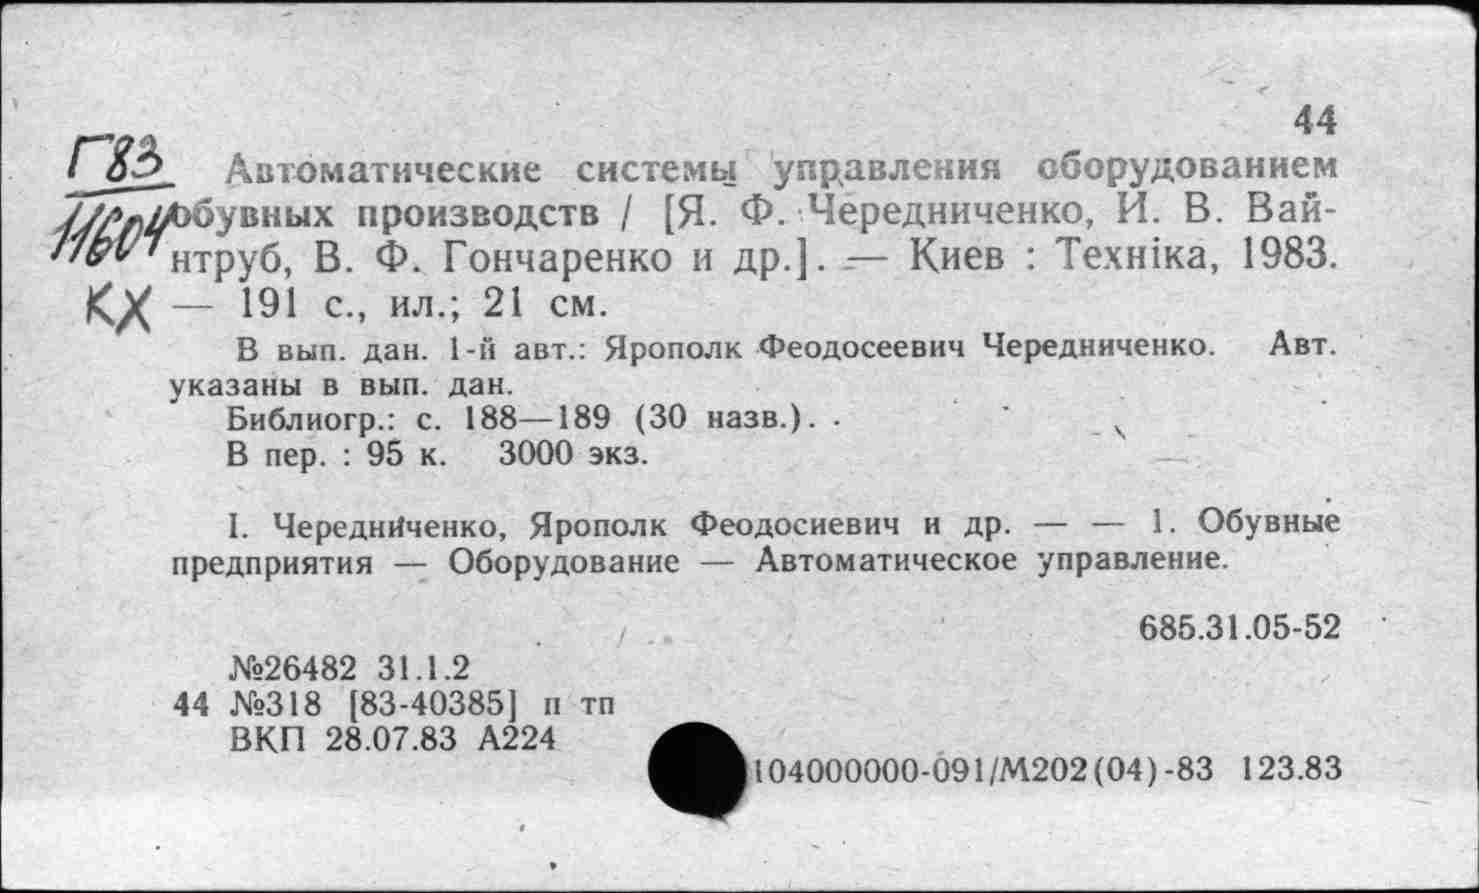 44
Г83 Автоматические системы управления оборудованием
11604 обувных производств / [Я. Ф. Чередниченко, И. В. Вай-
нтруб, В. Ф. Гончаренко и др.]. — Киев : Техніка, 1983.
КХ — 191 с., ил.; 21 см.
В вып. дан. 1-й авт.: Ярополк Феодосеевич Чередниченко. Авт.
указаны в вып. дан.
Библиогр.: с. 188—189 (30 назв.).
В пер. : 95 к. 3000 экз.
I. Чередниченко, Ярополк Феодосиевич и др. — — 1. Обувные
предприятия — Оборудование — Автоматическое управление.
685.31.05-52
№26482 31.1.2
44 №318 [83-40385] п тп
ВКП 28.07.83 А224
104000000-091/М202(04)-83 123.83